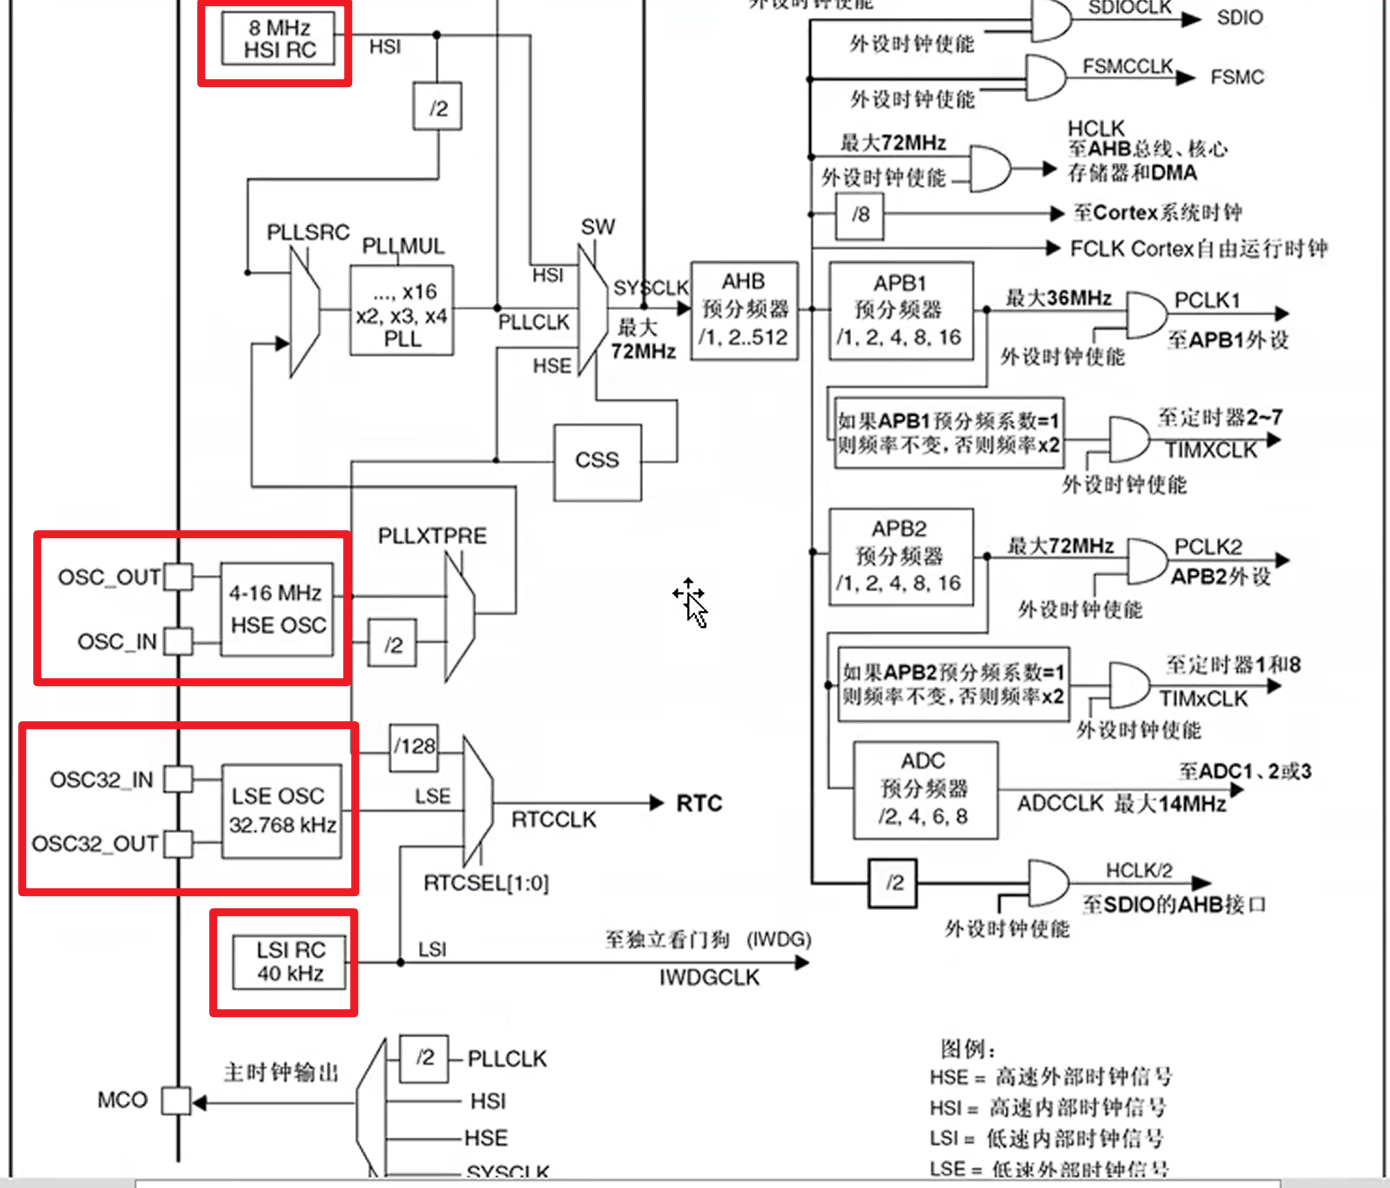 外设时钟使能
SDIOCLK
SDIO
8 MHz
HSI RC
HSI
外设时钟使能
FSMCCLK
FSMC
/2
外设时钟使能
最大72MHz
HCLK
至AHB总线、核心
存储器和DMA
外设时钟使能
/8
至Cortex系统时钟
FCLK Cortex自由运行时钟
PLLSRC
PLLMUL
SW
..., x16
x2, x3, x4
PLL
HSI
PLLCLK
HSE
SYSCLK
最大
72MHz
AHB
预分频器
/1, 2..512
APB1
预分频器
/1, 2, 4, 8, 16
最大36MHz
PCLK1
至APB1外设
外设时钟使能
如果APB1预分频系数=1
则频率不变,否则频率x2
至定时器2~7
TIMXCLK
外设时钟使能
CSS
PLLXTPRE
OSC_OUT
OSC_IN
4-16 MHz
HSE OSC
/2
APB2
预分频器
/1, 2, 4, 8, 16
最大72MHz
PCLK2
APB2外设
外设时钟使能
如果APB2预分频系数=1
则频率不变,否则频率x2
至定时器1和8
TIMxCLK
外设时钟使能
/128
OSC32_IN
OSC32_OUT
LSE OSC
32.768 kHz
LSE
RTCCLK
RTC
RTCSEL[1:0]
ADC
预分频器
/2, 4, 6, 8
至ADC1、2或3
ADCCLK 最大14MHz
/2
HCLK/2
至SDIO的AHB接口
外设时钟使能
LSI RC
40 kHz
LSI
至独立看门狗 (IWDG)
IWDGCLK
主时钟输出
MCO
/2
PLLCLK
HSI
HSE
SYSCLK
图例：
HSE = 高速外部时钟信号
HSI = 高速内部时钟信号
LSI = 低速内部时钟信号
LSE = 低速外部时钟信号